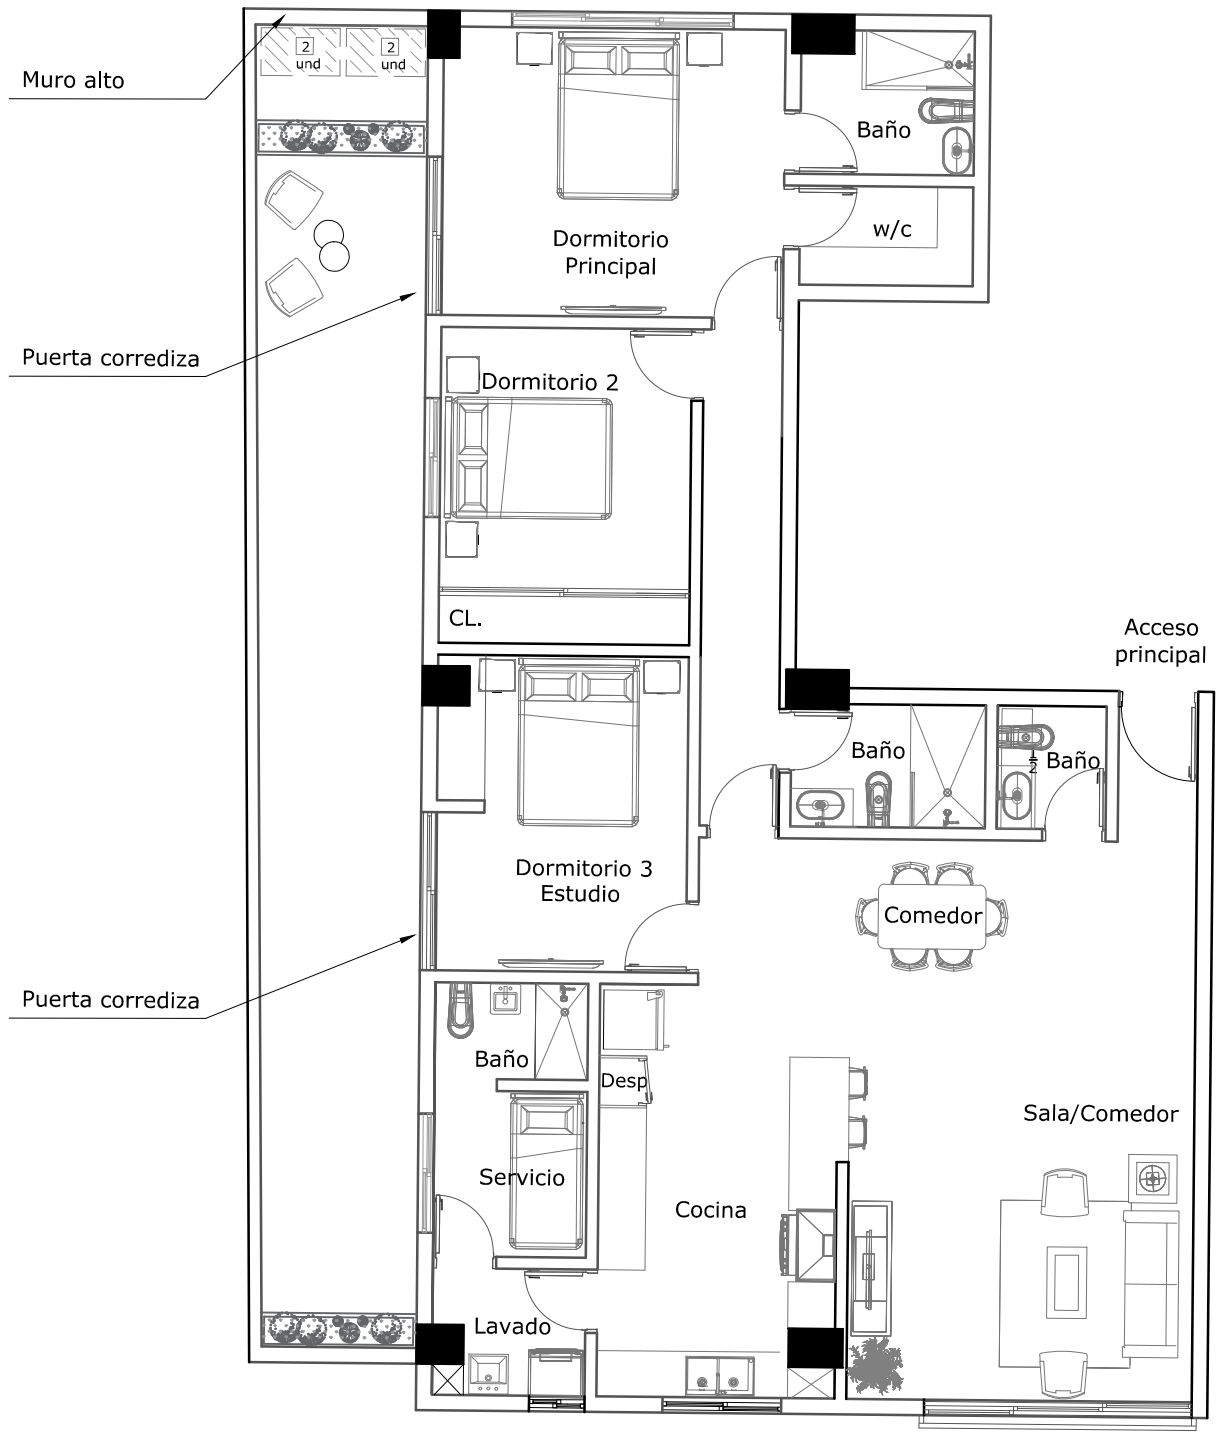 2
und
2
und
Muro alto
Baño
w/c
Dormitorio
Principal
Puerta corrediza
Dormitorio 2
CL.
Acceso
principal
Baño
½
Baño
Dormitorio 3
Estudio
Comedor
Puerta corrediza
Baño
Desp
Sala/Comedor
Servicio
Cocina
Lavado